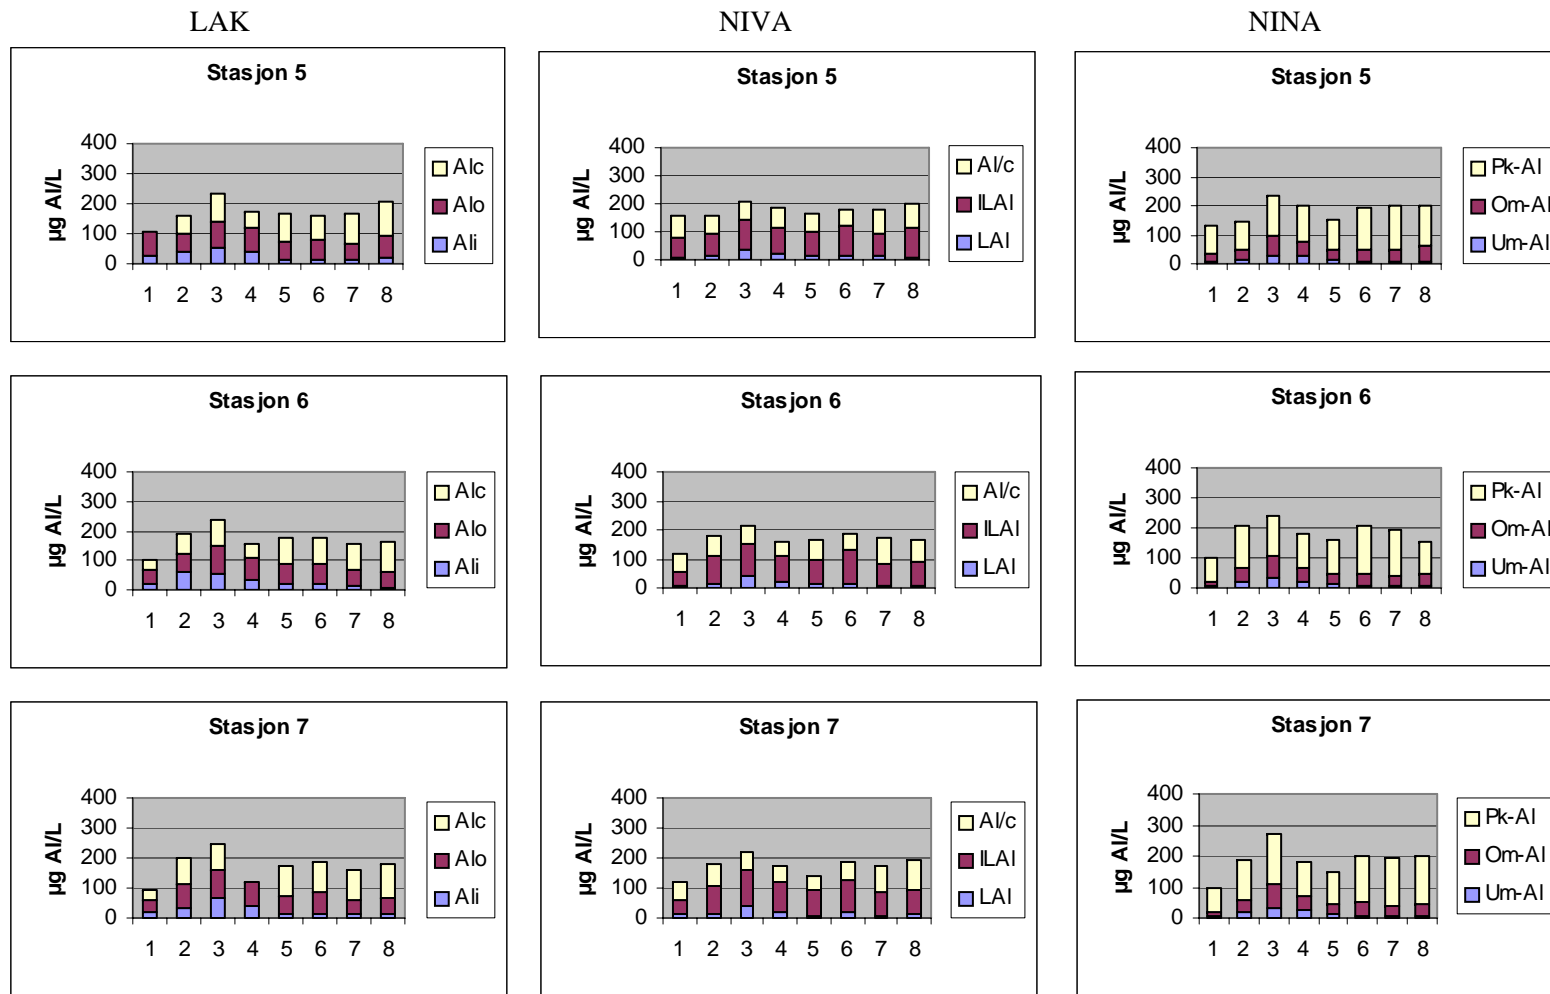 LAK
NIVA
NINA
Stasjon 5
µg Al/L
400
300
200
100
0
1 2 3 4 5 6 7 8
Alc
Alo
Ali
Stasjon 5
µg Al/L
400
300
200
100
0
1 2 3 4 5 6 7 8
Al/c
ILAl
LAl
Stasjon 5
µg Al/L
400
300
200
100
0
1 2 3 4 5 6 7 8
Pk-Al
Om-Al
Um-Al
Stasjon 6
µg Al/L
400
300
200
100
0
1 2 3 4 5 6 7 8
Alc
Alo
Ali
Stasjon 6
µg Al/L
400
300
200
100
0
1 2 3 4 5 6 7 8
Al/c
ILAl
LAl
Stasjon 6
µg Al/L
400
300
200
100
0
1 2 3 4 5 6 7 8
Pk-Al
Om-Al
Um-Al
Stasjon 7
µg Al/L
400
300
200
100
0
1 2 3 4 5 6 7 8
Alc
Alo
Ali
Stasjon 7
µg Al/L
400
300
200
100
0
1 2 3 4 5 6 7 8
Al/c
ILAl
LAl
Stasjon 7
µg Al/L
400
300
200
100
0
1 2 3 4 5 6 7 8
Pk-Al
Om-Al
Um-Al